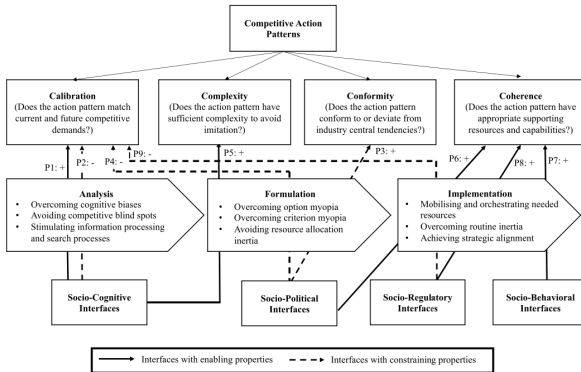 Competitive Action
Patterns
Calibration
(Does the action pattern match
current and future competitive
demands?)
Complexity
(Does the action pattern have
sufficient complexity to avoid
imitation?)
Conformity
(Does the action pattern
conform to or deviate from
industry central tendencies?)
Coherence
(Does the action pattern have
appropriate supporting
resources and capabilities?)
P9: -
P2: -
P4: -
P1: +
P5: +
P3: +
P6: +
P8: +
P7: +
Analysis
• Overcoming cognitive biases
• Avoiding competitive blind spots
• Stimulating information processing
and search processes
Formulation
• Overcoming option myopia
• Overcoming criterion myopia
• Avoiding resource allocation
inertia
Implementation
• Mobilising and orchestrating needed
resources
• Overcoming routine inertia
• Achieving strategic alignment
Socio-Cognitive
Interfaces
Socio-Political
Interfaces
Socio-Regulatory
Interfaces
Socio-Behavioral
Interfaces
Interfaces with enabling properties
Interfaces with constraining properties